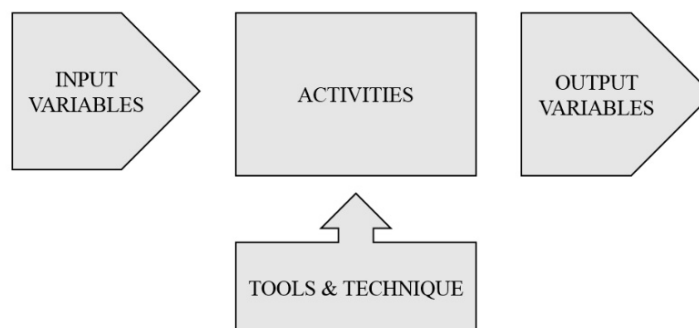 INPUT
VARIABLES
ACTIVITIES
OUTPUT
VARIABLES
TOOLS & TECHNIQUE